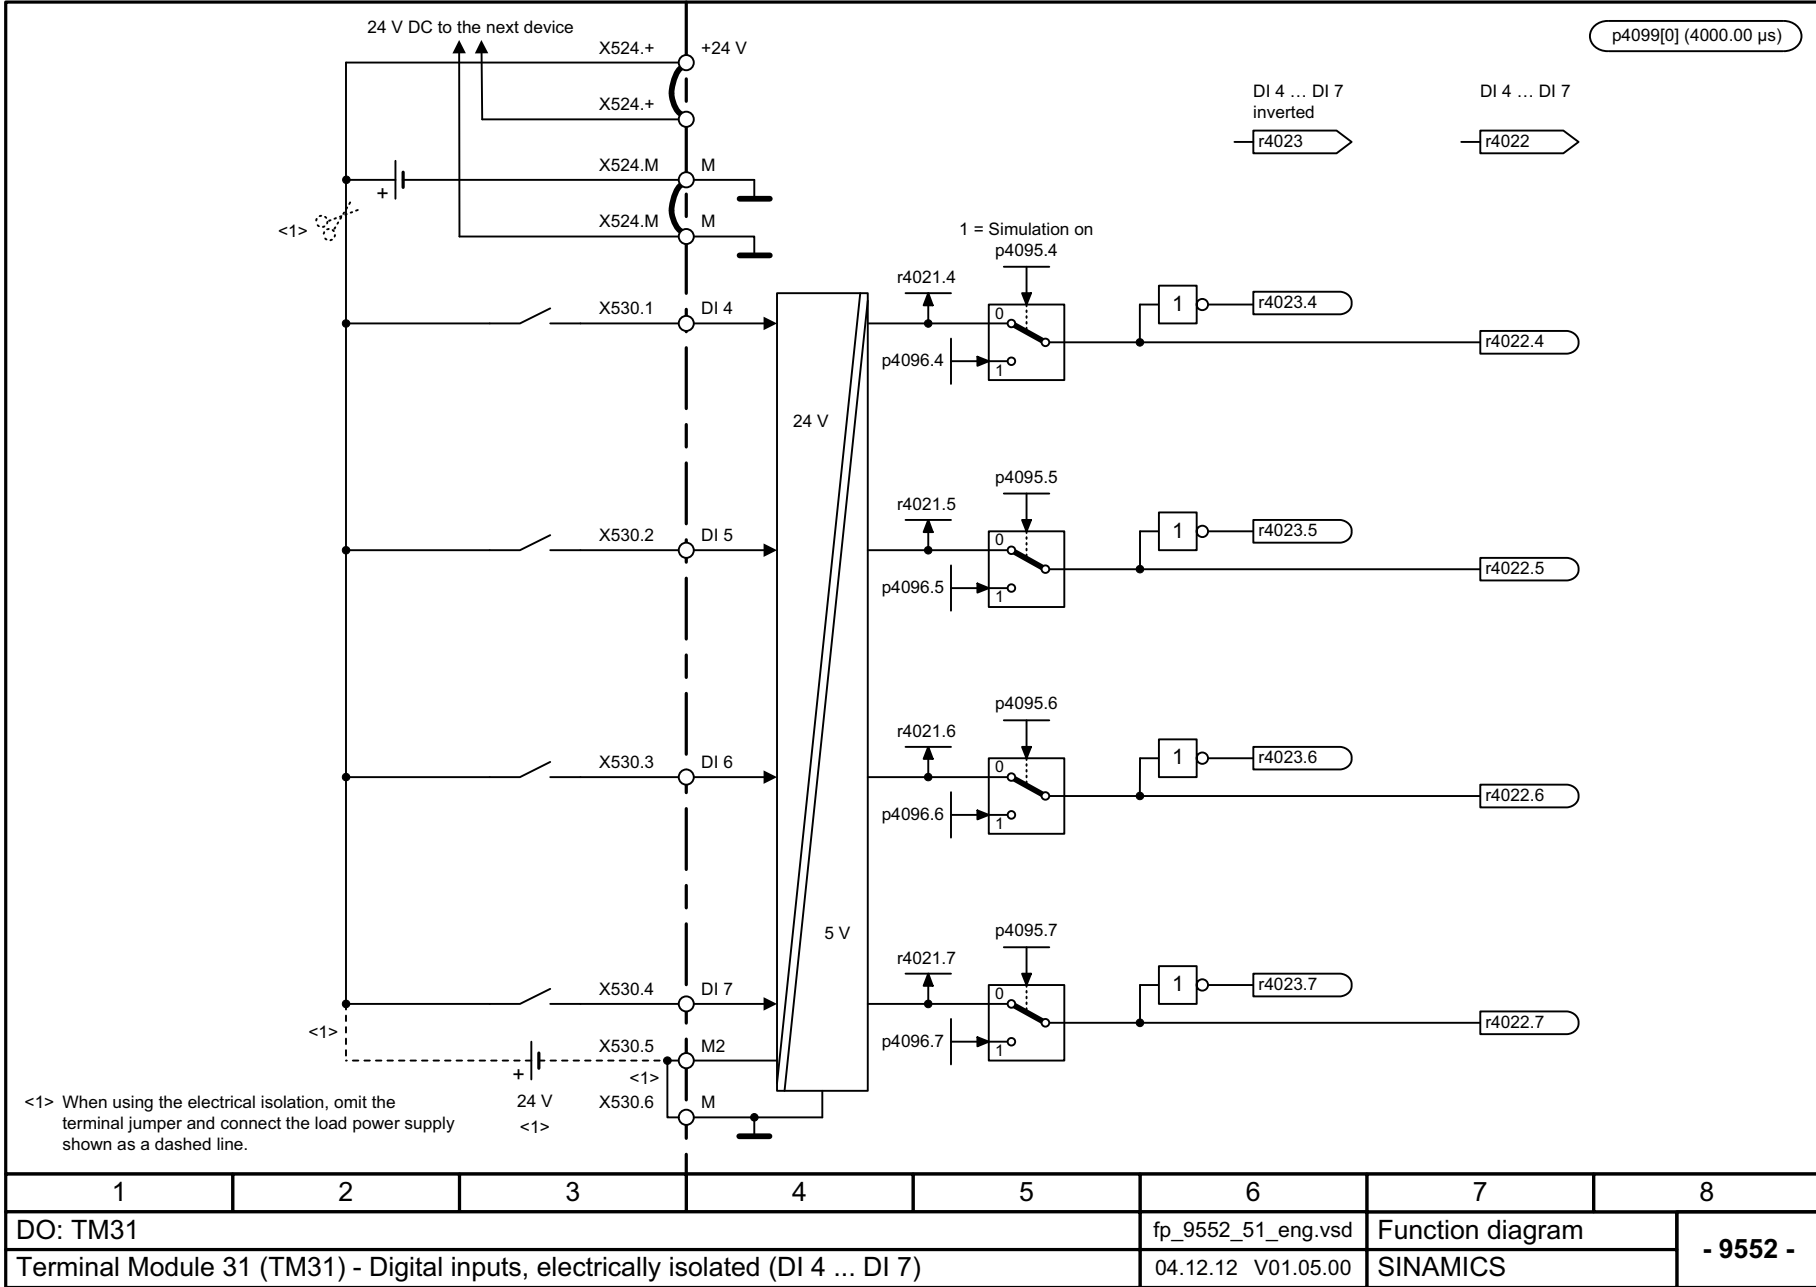 24 V DC to the next device
X524.+
+24 V
p4099[0] (4000.00 µs)
X524.+
DI 4 ... DI 7
inverted
DI 4 ... DI 7
r4023
r4022
X524.M
M
+
<1>
X524.M
M
1 = Simulation on
p4095.4
r4021.4
X530.1
DI 4
0
1
r4023.4
r4022.4
p4096.4
1
24 V
p4095.5
r4021.5
X530.2
DI 5
0
1
r4023.5
r4022.5
p4096.5
1
p4095.6
r4021.6
X530.3
DI 6
0
1
r4023.6
r4022.6
p4096.6
1
5 V
p4095.7
r4021.7
X530.4
DI 7
0
1
r4023.7
r4022.7
p4096.7
1
<1>
X530.5
M2
+
<1>
24 V
<1>
X530.6
M
<1> When using the electrical isolation, omit the
terminal jumper and connect the load power supply
shown as a dashed line.
1 2 3 4 5 6 7 8
DO: TM31
fp_9552_51_eng.vsd
Function diagram
- 9552 -
Terminal Module 31 (TM31) - Digital inputs, electrically isolated (DI 4 ... DI 7)
04.12.12 V01.05.00
SINAMICS